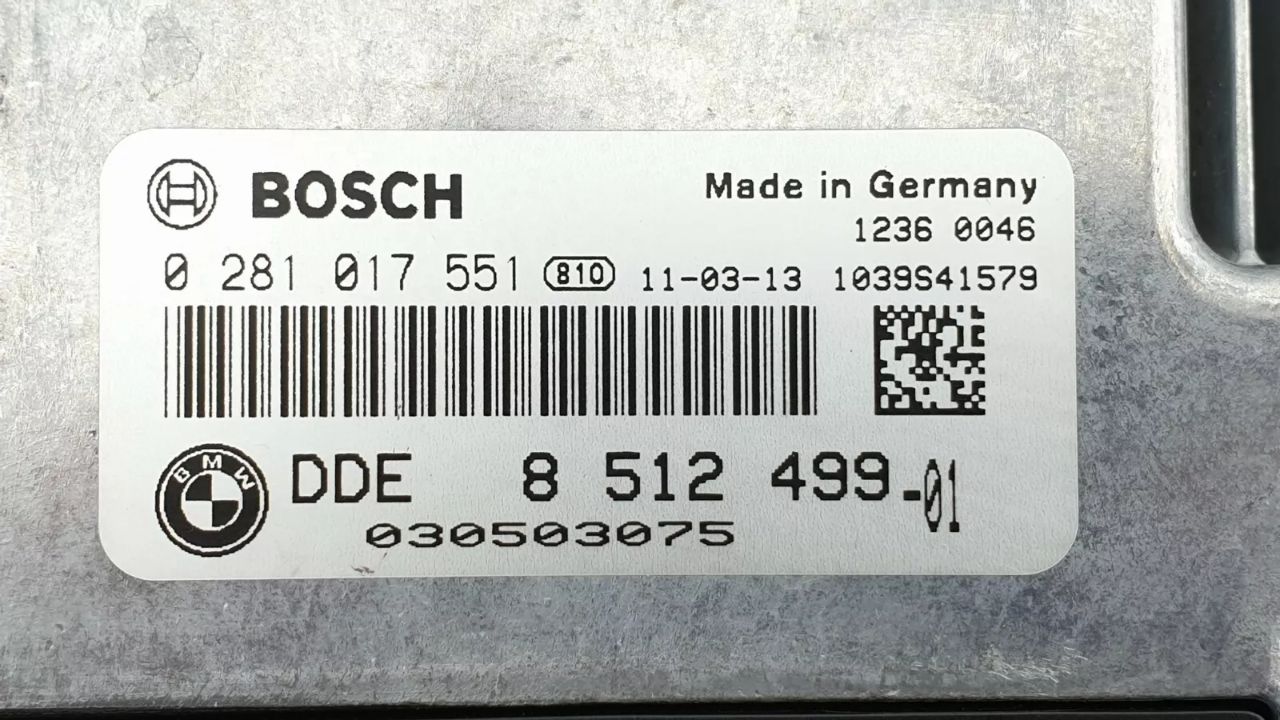 BOSCH
Made in Germany
1236 0046
0 281 017 551 810 11-03-13 1039S41579
BMW
DDE 8 512 499-01
030503075